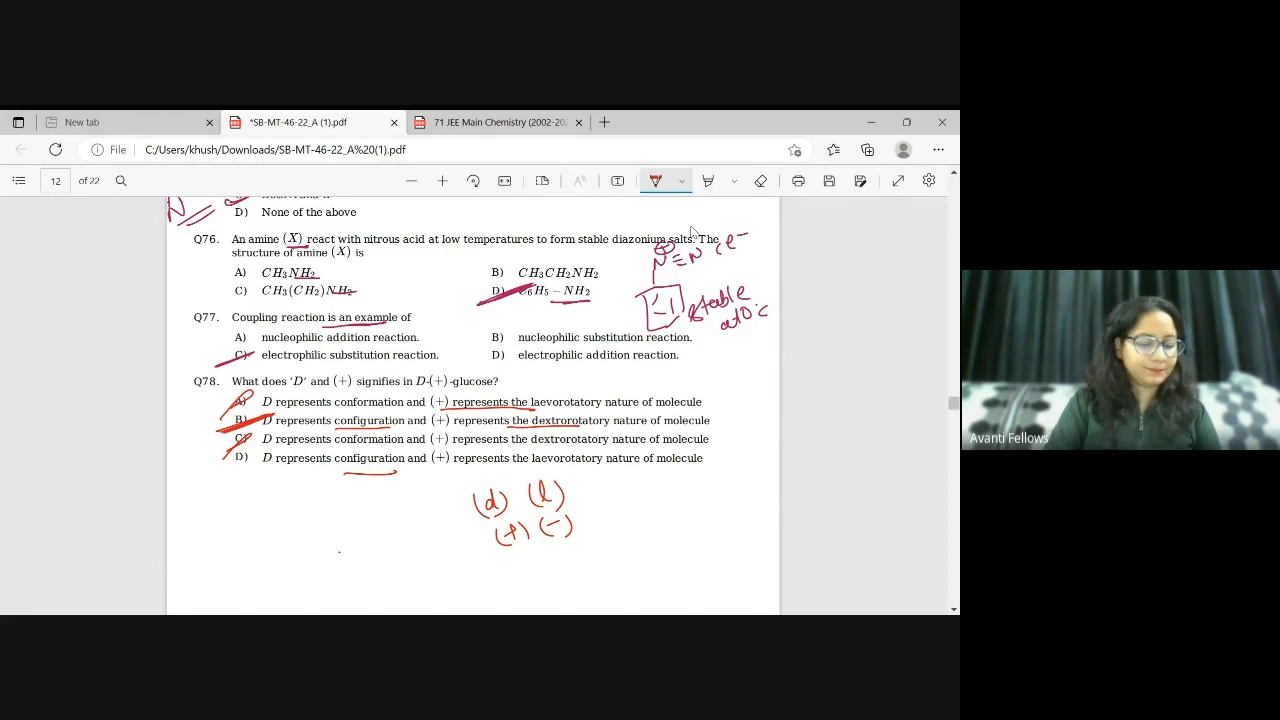 New tab
*SB-MT-46-22_A (1).pdf
71 JEE Main Chemistry (2002-202
File
C:/Users/khush/Downloads/SB-MT-46-22_A%20(1).pdf
12 of 22
N
D) None of the above
Q76. An amine (X) react with nitrous acid at low temperatures to form stable diazonium salts. The
structure of amine (X) is
A) CH3NH2 B) CH3CH2NH2
C) CH3(CH2)NH2 D) C6H5 − NH2
N≡N Cl-
stable
at 0°C
Q77. Coupling reaction is an example of
A) nucleophilic addition reaction. B) nucleophilic substitution reaction.
C) electrophilic substitution reaction. D) electrophilic addition reaction.
Q78. What does 'D' and (+) signifies in D-(+)-glucose?
A) D represents conformation and (+) represents the laevorotatory nature of molecule
B) D represents configuration and (+) represents the dextrorotatory nature of molecule
C) D represents conformation and (+) represents the dextrorotatory nature of molecule
D) D represents configuration and (+) represents the laevorotatory nature of molecule
(d) (l)
(+) (−)
Avanti Fellows